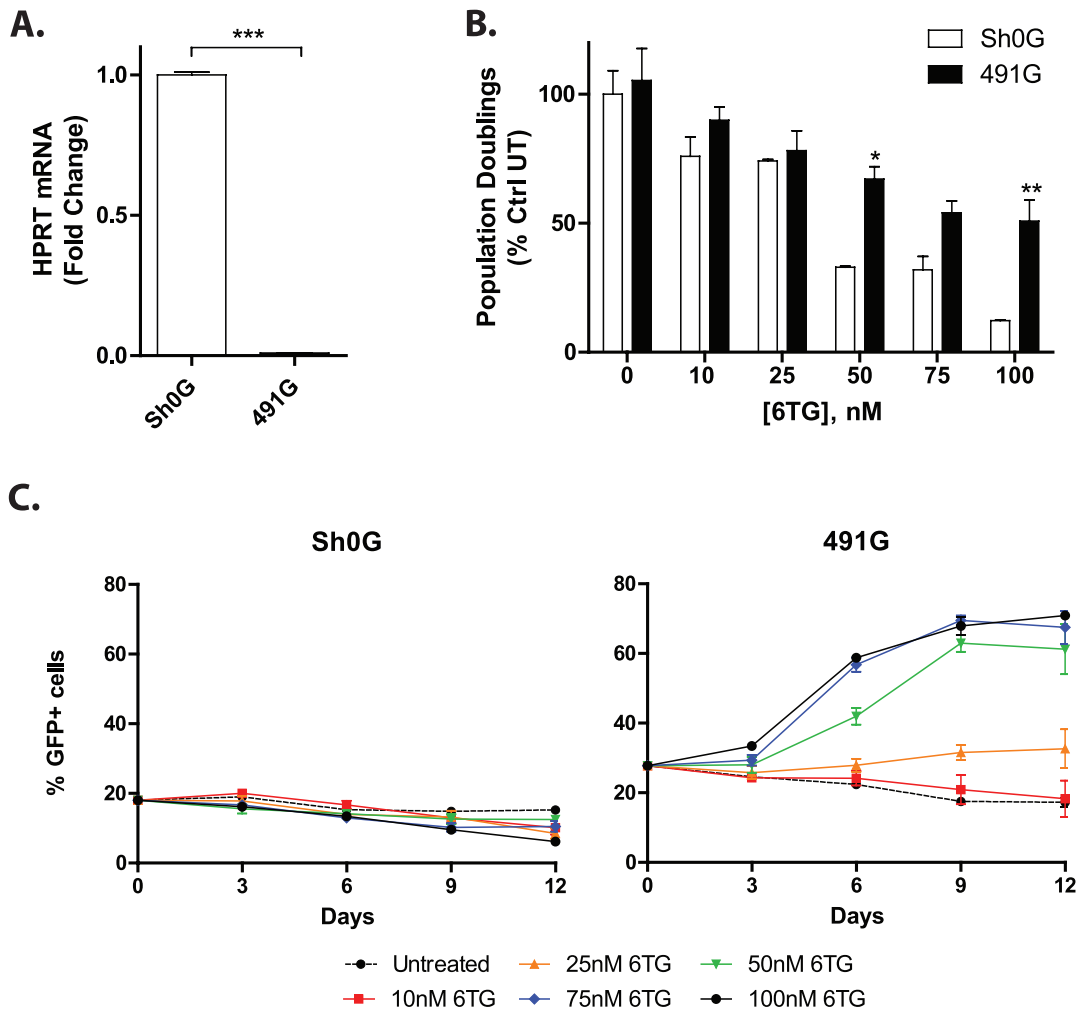 A.
***
HPRT mRNA
(Fold Change)
1.0
0.5
0.0
Sh0G
491G
B.
Sh0G
491G
Population Doublings
(% Ctrl UT)
100
50
0
*
**
0 10 25 50 75 100
[6TG], nM
C.
Sh0G
% GFP+ cells
80
60
40
20
0
0 3 6 9 12
Days
491G
80
60
40
20
0
0 3 6 9 12
Days
Untreated 25nM 6TG 50nM 6TG
10nM 6TG 75nM 6TG 100nM 6TG